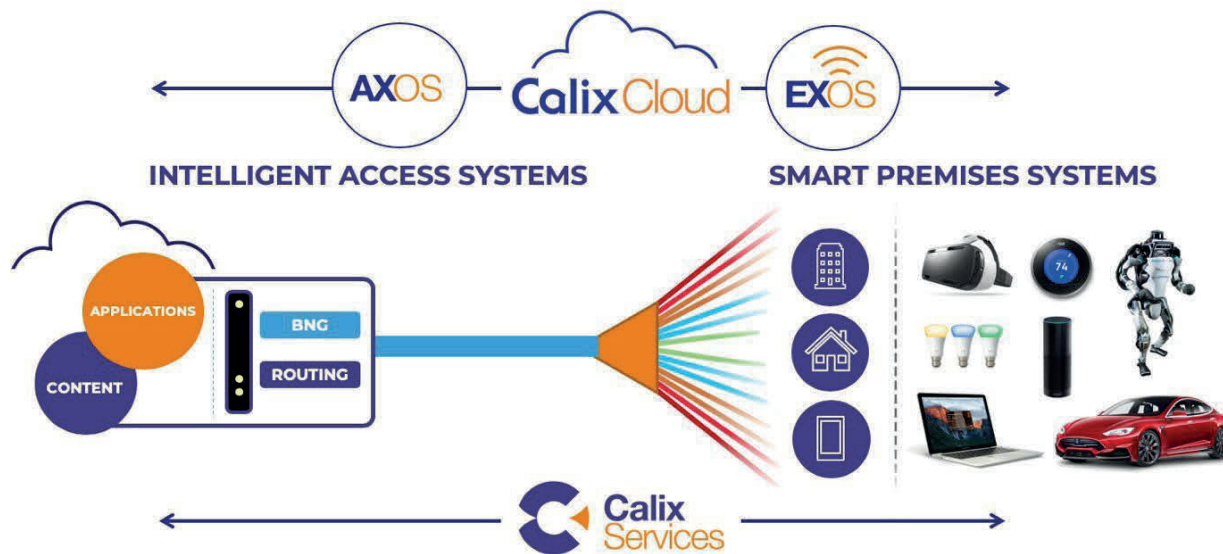 AXOS
Calix Cloud
EXOS
INTELLIGENT ACCESS SYSTEMS
SMART PREMISES SYSTEMS
APPLICATIONS
CONTENT
BNG
ROUTING
74
Calix
Services